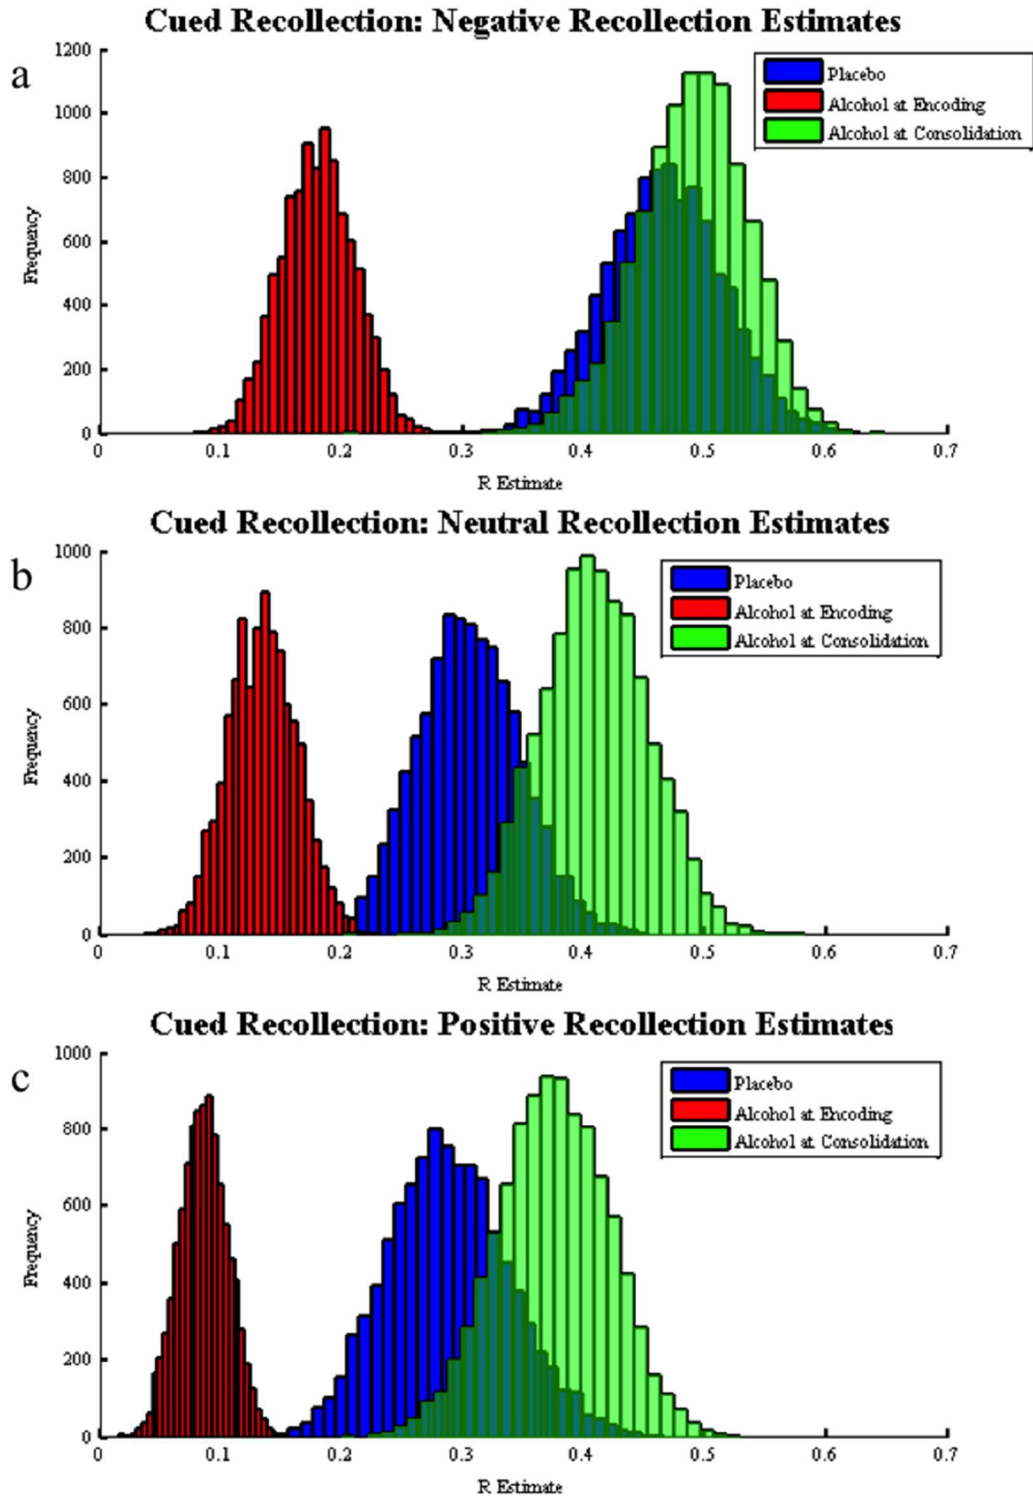 Cued Recollection: Negative Recollection Estimates
a
1200
1000
800
600
400
200
0
Frequency
Placebo
Alcohol at Encoding
Alcohol at Consolidation
0 0.1 0.2 0.3 0.4 0.5 0.6 0.7
R Estimate
Cued Recollection: Neutral Recollection Estimates
b
1000
800
600
400
200
0
Frequency
Placebo
Alcohol at Encoding
Alcohol at Consolidation
0 0.1 0.2 0.3 0.4 0.5 0.6 0.7
R Estimate
Cued Recollection: Positive Recollection Estimates
c
1000
800
600
400
200
0
Frequency
Placebo
Alcohol at Encoding
Alcohol at Consolidation
0 0.1 0.2 0.3 0.4 0.5 0.6 0.7
R Estimate